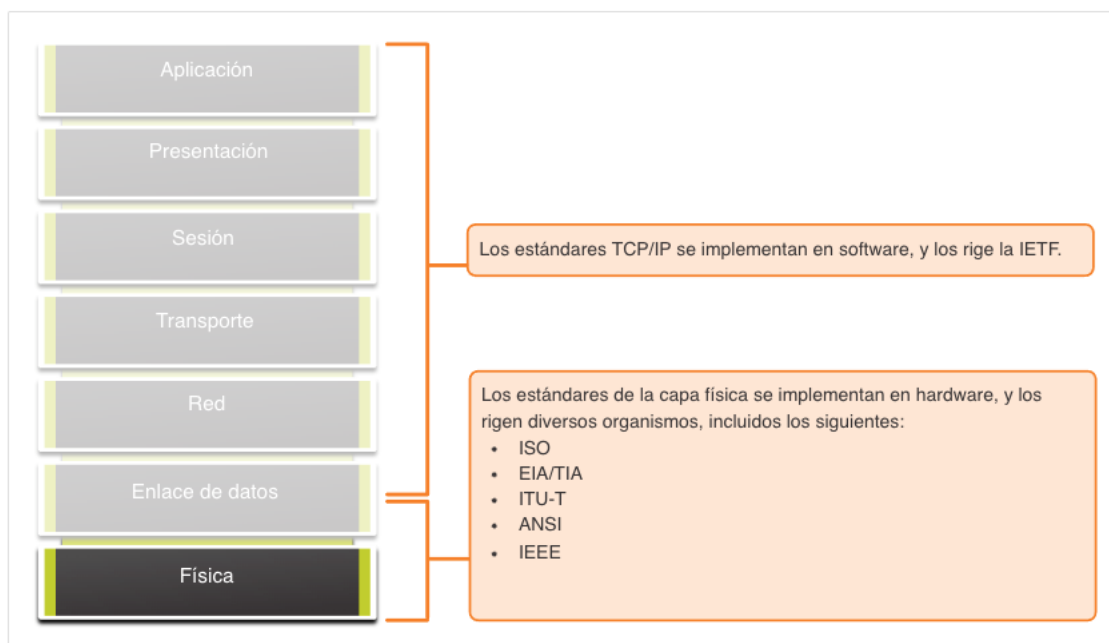 Aplicación
Presentación
Sesión
Transporte
Red
Enlace de datos
Física
Los estándares TCP/IP se implementan en software, y los rige la IETF.
Los estándares de la capa física se implementan en hardware, y los
rigen diversos organismos, incluidos los siguientes:
• ISO
• EIA/TIA
• ITU-T
• ANSI
• IEEE